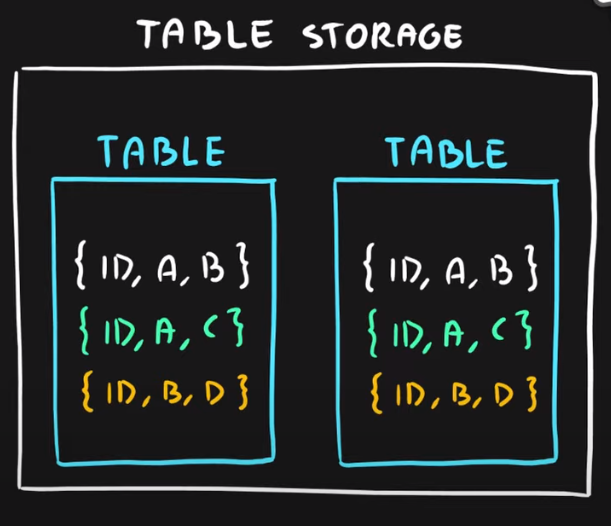 TABLE STORAGE
TABLE
{ ID, A, B }
{ ID, A, C }
{ ID, B, D }
TABLE
{ ID, A, B }
{ ID, A, C }
{ ID, B, D }